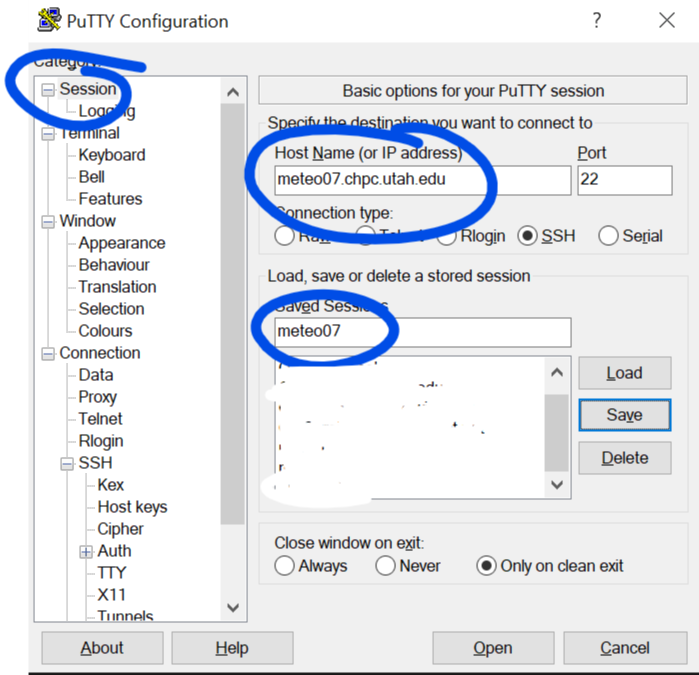 PuTTY Configuration
?
Category:
Session
Logging
Terminal
Keyboard
Bell
Features
Window
Appearance
Behaviour
Translation
Selection
Colours
Connection
Data
Proxy
Telnet
Rlogin
SSH
Kex
Host keys
Cipher
Auth
TTY
X11
Tunnels
Basic options for your PuTTY session
Specify the destination you want to connect to
Host Name (or IP address) Port
meteo07.chpc.utah.edu 22
Connection type:
Raw Telnet Rlogin SSH Serial
Load, save or delete a stored session
Saved Sessions
meteo07
Load
Save
Delete
Close window on exit:
Always Never Only on clean exit
About Help Open Cancel